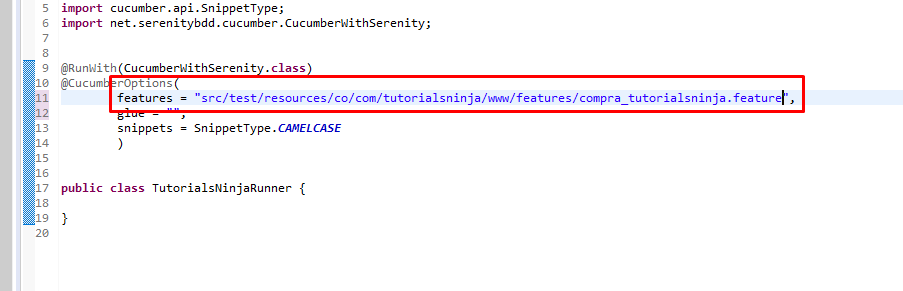 5 import cucumber.api.SnippetType;
6 import net.serenitybdd.cucumber.CucumberWithSerenity;
7
8
9 @RunWith(CucumberWithSerenity.class)
10 @CucumberOptions(
11 features = "src/test/resources/co/com/tutorialsninja/www/features/compra_tutorialsninja.feature",
12 glue = "",
13 snippets = SnippetType.CAMELCASE
14 )
15
16
17 public class TutorialsNinjaRunner {
18
19 }
20